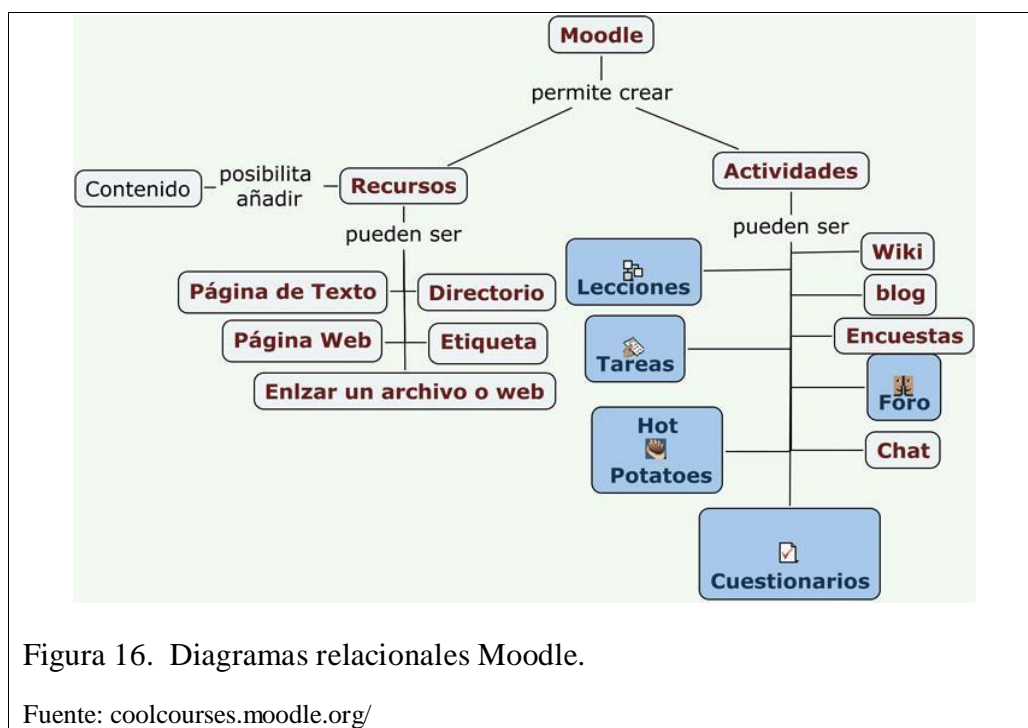 Moodle
permite crear
Contenido
posibilita
añadir
Recursos
Actividades
pueden ser
pueden ser
Página de Texto
Directorio
Página Web
Etiqueta
Enlzar un archivo o web
Lecciones
Wiki
blog
Tareas
Encuestas
Foro
Hot
Potatoes
Chat
Cuestionarios
Figura 16.  Diagramas relacionales Moodle.
Fuente: coolcourses.moodle.org/